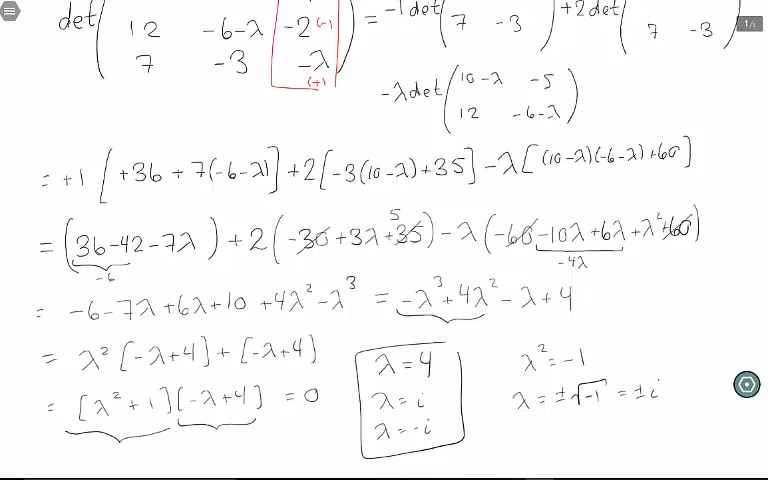 det( 12 -6-λ -2 (-) ) = -1 det( 7 -3 ) +2 det( 7 -3 ) 1/1
7 -3 -λ (+)
-λ det( 10-λ -5
12 -6-λ )
= +1 [ +36 + 7(-6-λ) ] + 2[ -3(10-λ) + 35 ] - λ[ (10-λ)(-6-λ) + 60 ]
= (36-42-7λ) + 2(-30+3λ+35) - λ(-60-10λ+6λ+λ²+60)
-6 5 -4λ
= -6-7λ+6λ+10+4λ²-λ³ = -λ³+4λ²-λ+4
= λ²[-λ+4]+[-λ+4] λ=4 λ²=-1
= [λ²+1][-λ+4] = 0 λ=i λ=±√-1 = ±i
λ=-i